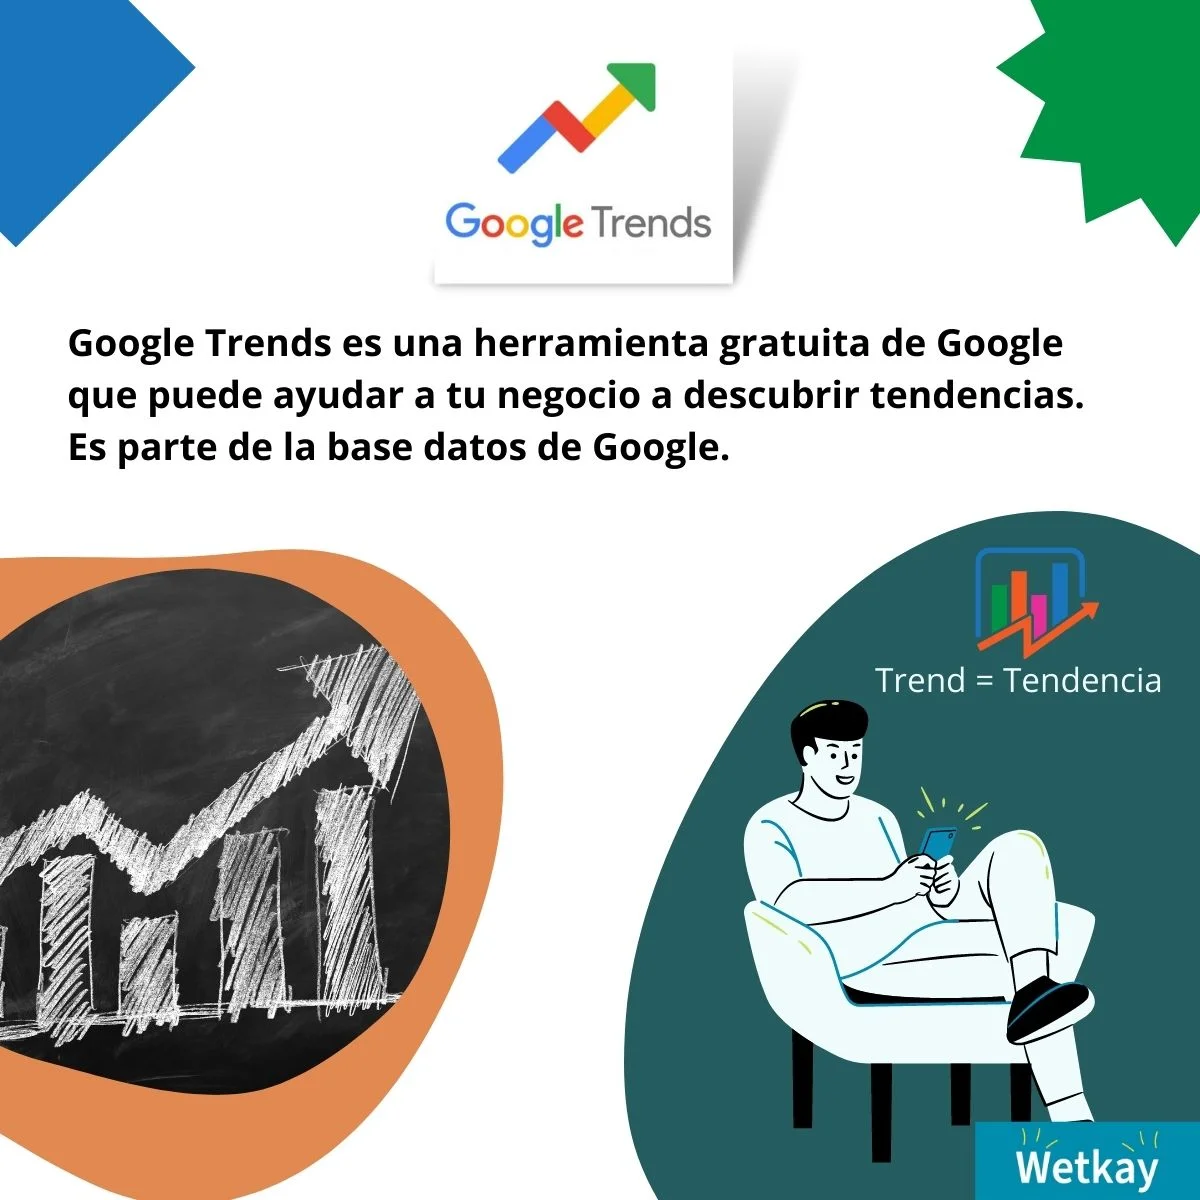 Google Trends
Google Trends es una herramienta gratuita de Google
que puede ayudar a tu negocio a descubrir tendencias.
Es parte de la base datos de Google.
Trend = Tendencia
Wetkay